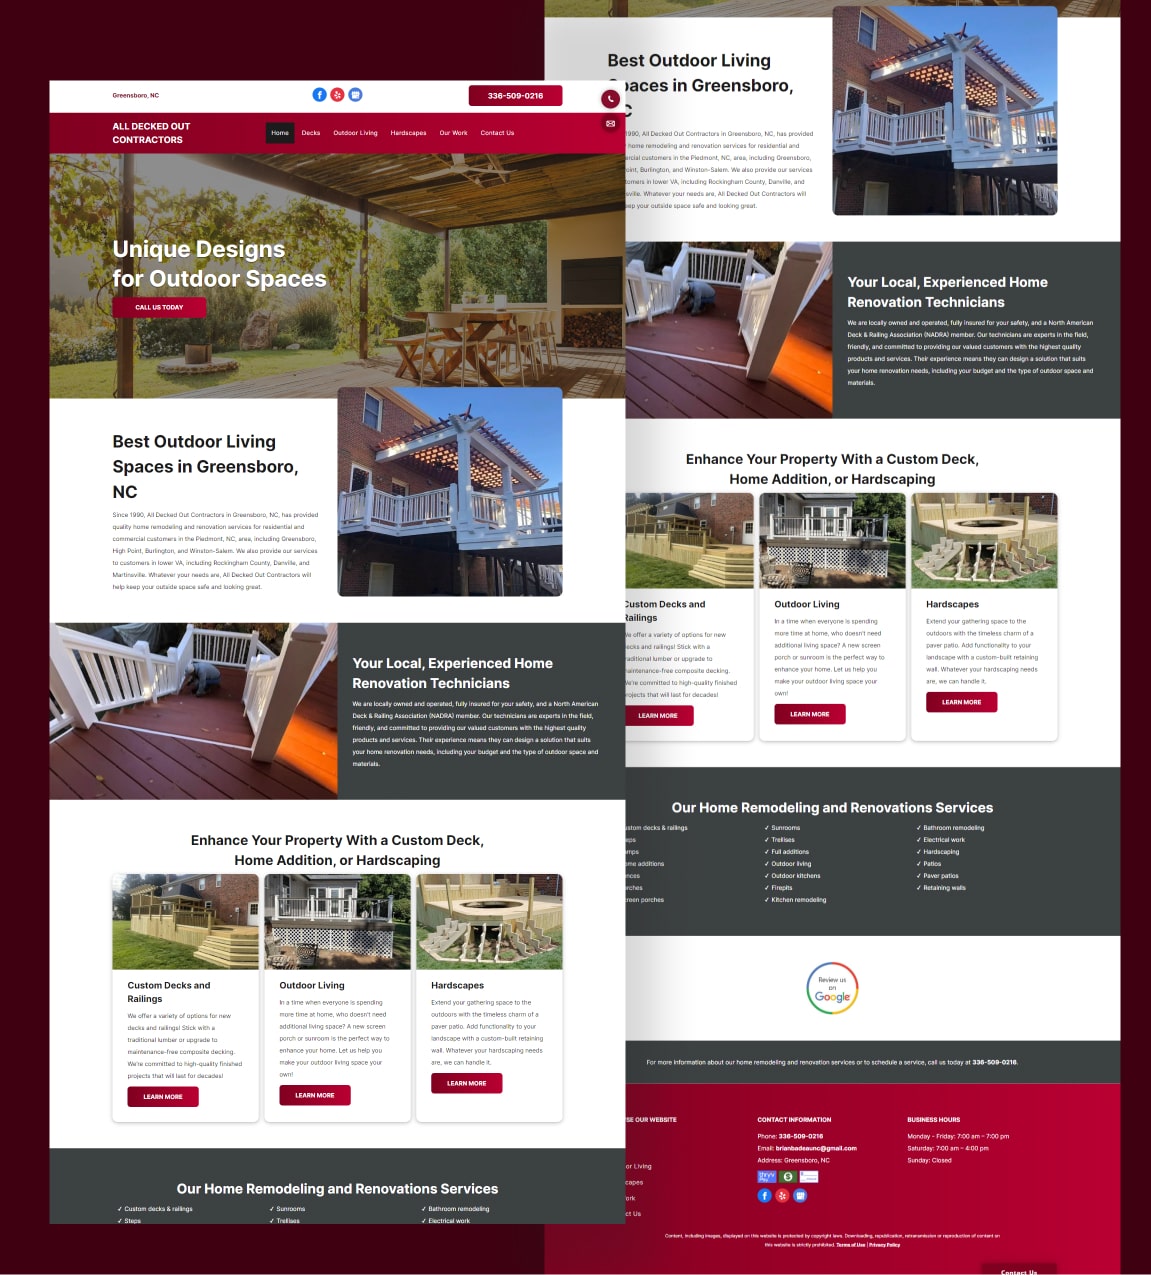 Greensboro, NC
336-509-0216
ALL DECKED OUT
CONTRACTORS
Home
Decks
Outdoor Living
Hardscapes
Our Work
Contact Us
Unique Designs
for Outdoor Spaces
CALL US TODAY
Best Outdoor Living
Spaces in Greensboro,
NC
Since 1990, All Decked Out Contractors in Greensboro, NC, has provided
quality home remodeling and renovation services for residential and
commercial customers in the Piedmont, NC, area, including Greensboro,
High Point, Burlington, and Winston-Salem. We also provide our services
to customers in lower VA, including Rockingham County, Danville, and
Martinsville. Whatever your needs are, All Decked Out Contractors will
help keep your outside space safe and looking great.
Your Local, Experienced Home
Renovation Technicians
We are locally owned and operated, fully insured for your safety, and a North American
Deck & Railing Association (NADRA) member. Our technicians are experts in the field,
friendly, and committed to providing our valued customers with the highest quality
products and services. Their experience means they can design a solution that suits
your home renovation needs, including your budget and the type of outdoor space and
materials.
Enhance Your Property With a Custom Deck,
Home Addition, or Hardscaping
Custom Decks and
Railings
We offer a variety of options for new
decks and railings! Stick with a
traditional lumber or upgrade to
maintenance-free composite decking.
We're committed to high-quality finished
projects that will last for decades!
LEARN MORE
Outdoor Living
In a time when everyone is spending
more time at home, who doesn't need
additional living space? A new screen
porch or sunroom is the perfect way to
enhance your home. Let us help you
make your outdoor living space your
own!
LEARN MORE
Hardscapes
Extend your gathering space to the
outdoors with the timeless charm of a
paver patio. Add functionality to your
landscape with a custom-built retaining
wall. Whatever your hardscaping needs
are, we can handle it.
LEARN MORE
Our Home Remodeling and Renovations Services
✓ Custom decks & railings
✓ Steps
✓ Sunrooms
✓ Trellises
✓ Bathroom remodeling
✓ Electrical work
Best Outdoor Living
paces in Greensboro,
C
1990, All Decked Out Contractors in Greensboro, NC, has provided
home remodeling and renovation services for residential and
ercial customers in the Piedmont, NC, area, including Greensboro,
oint, Burlington, and Winston-Salem. We also provide our services
tomers in lower VA, including Rockingham County, Danville, and
sville. Whatever your needs are, All Decked Out Contractors will
eep your outside space safe and looking great.
Your Local, Experienced Home
Renovation Technicians
We are locally owned and operated, fully insured for your safety, and a North American
Deck & Railing Association (NADRA) member. Our technicians are experts in the field,
friendly, and committed to providing our valued customers with the highest quality
products and services. Their experience means they can design a solution that suits
your home renovation needs, including your budget and the type of outdoor space and
materials.
Enhance Your Property With a Custom Deck,
Home Addition, or Hardscaping
Custom Decks and
Railings
We offer a variety of options for new
ecks and railings! Stick with a
aditional lumber or upgrade to
aintenance-free composite decking.
We're committed to high-quality finished
rojects that will last for decades!
LEARN MORE
Outdoor Living
In a time when everyone is spending
more time at home, who doesn't need
additional living space? A new screen
porch or sunroom is the perfect way to
enhance your home. Let us help you
make your outdoor living space your
own!
LEARN MORE
Hardscapes
Extend your gathering space to the
outdoors with the timeless charm of a
paver patio. Add functionality to your
landscape with a custom-built retaining
wall. Whatever your hardscaping needs
are, we can handle it.
LEARN MORE
Our Home Remodeling and Renovations Services
ustom decks & railings
eps
mps
ome additions
nces
orches
creen porches
✓ Sunrooms
✓ Trellises
✓ Full additions
✓ Outdoor living
✓ Outdoor kitchens
✓ Firepits
✓ Kitchen remodeling
✓ Bathroom remodeling
✓ Electrical work
✓ Hardscaping
✓ Patios
✓ Paver patios
✓ Retaining walls
Review us
on
Google
For more information about our home remodeling and renovation services or to schedule a service, call us today at 336-509-0216.
SE OUR WEBSITE
or Living
capes
ork
ct Us
CONTACT INFORMATION
Phone: 336-509-0216
Email: brianbadeaunc@gmail.com
Address: Greensboro, NC
BUSINESS HOURS
Monday - Friday: 7:00 am - 7:00 pm
Saturday: 7:00 am - 4:00 pm
Sunday: Closed
Content, including images, displayed on this website is protected by copyright laws. Downloading, republication, retransmission or reproduction of content on
this website is strictly prohibited. Terms of Use | Privacy Policy
Contact Us